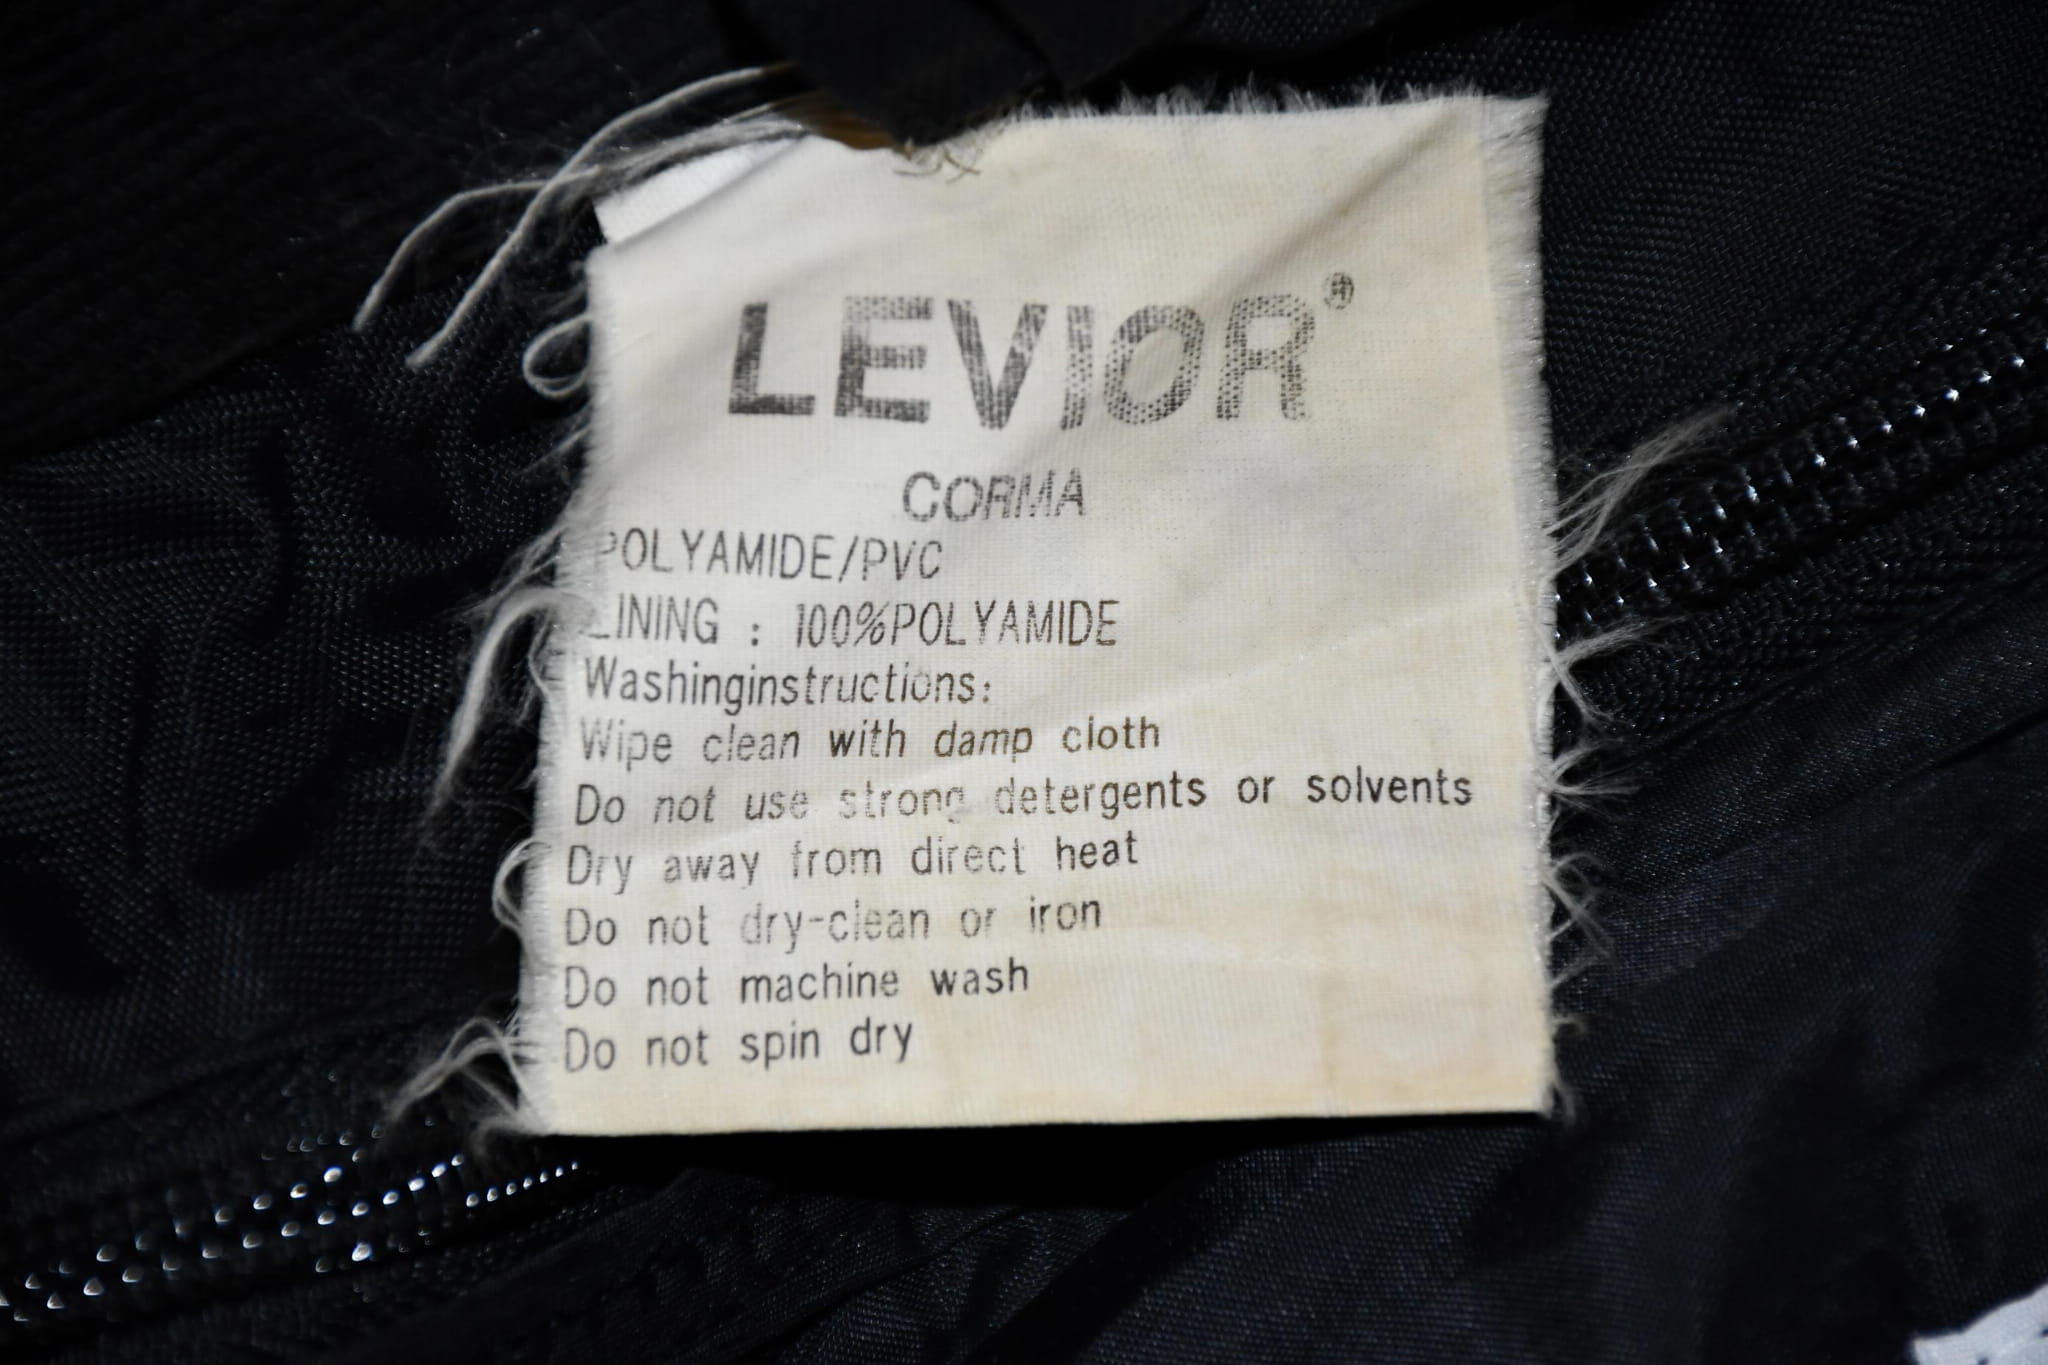 LEVIOR®
CORMA
POLYAMIDE/PVC
LINING : 100%POLYAMIDE
Washinginstructions:
Wipe clean with damp cloth
Do not use strong detergents or solvents
Dry away from direct heat
Do not dry-clean or iron
Do not machine wash
Do not spin dry